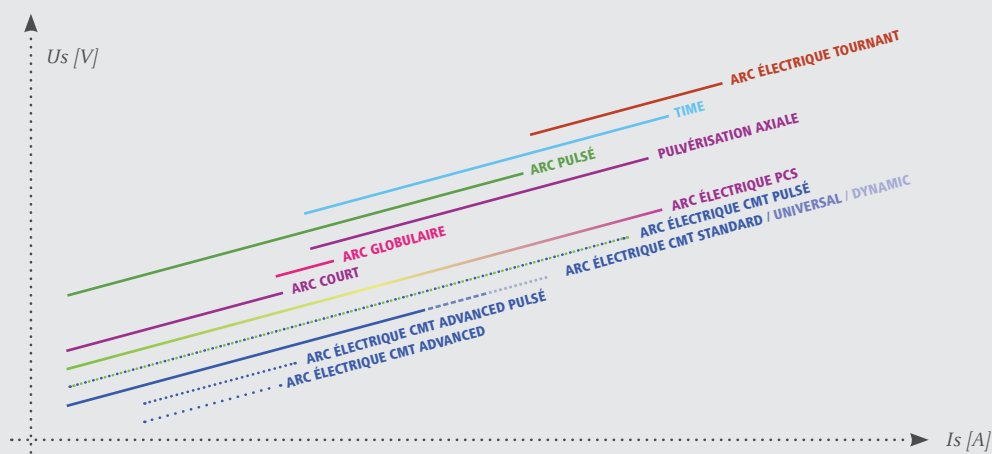 Us [V]
ARC ÉLECTRIQUE TOURNANT
TIME
PULVÉRISATION AXIALE
ARC PULSÉ
ARC ÉLECTRIQUE PCS
ARC ÉLECTRIQUE CMT PULSÉ
ARC ÉLECTRIQUE CMT STANDARD / UNIVERSAL / DYNAMIC
ARC GLOBULAIRE
ARC COURT
ARC ÉLECTRIQUE CMT ADVANCED PULSÉ
ARC ÉLECTRIQUE CMT ADVANCED
Is [A]